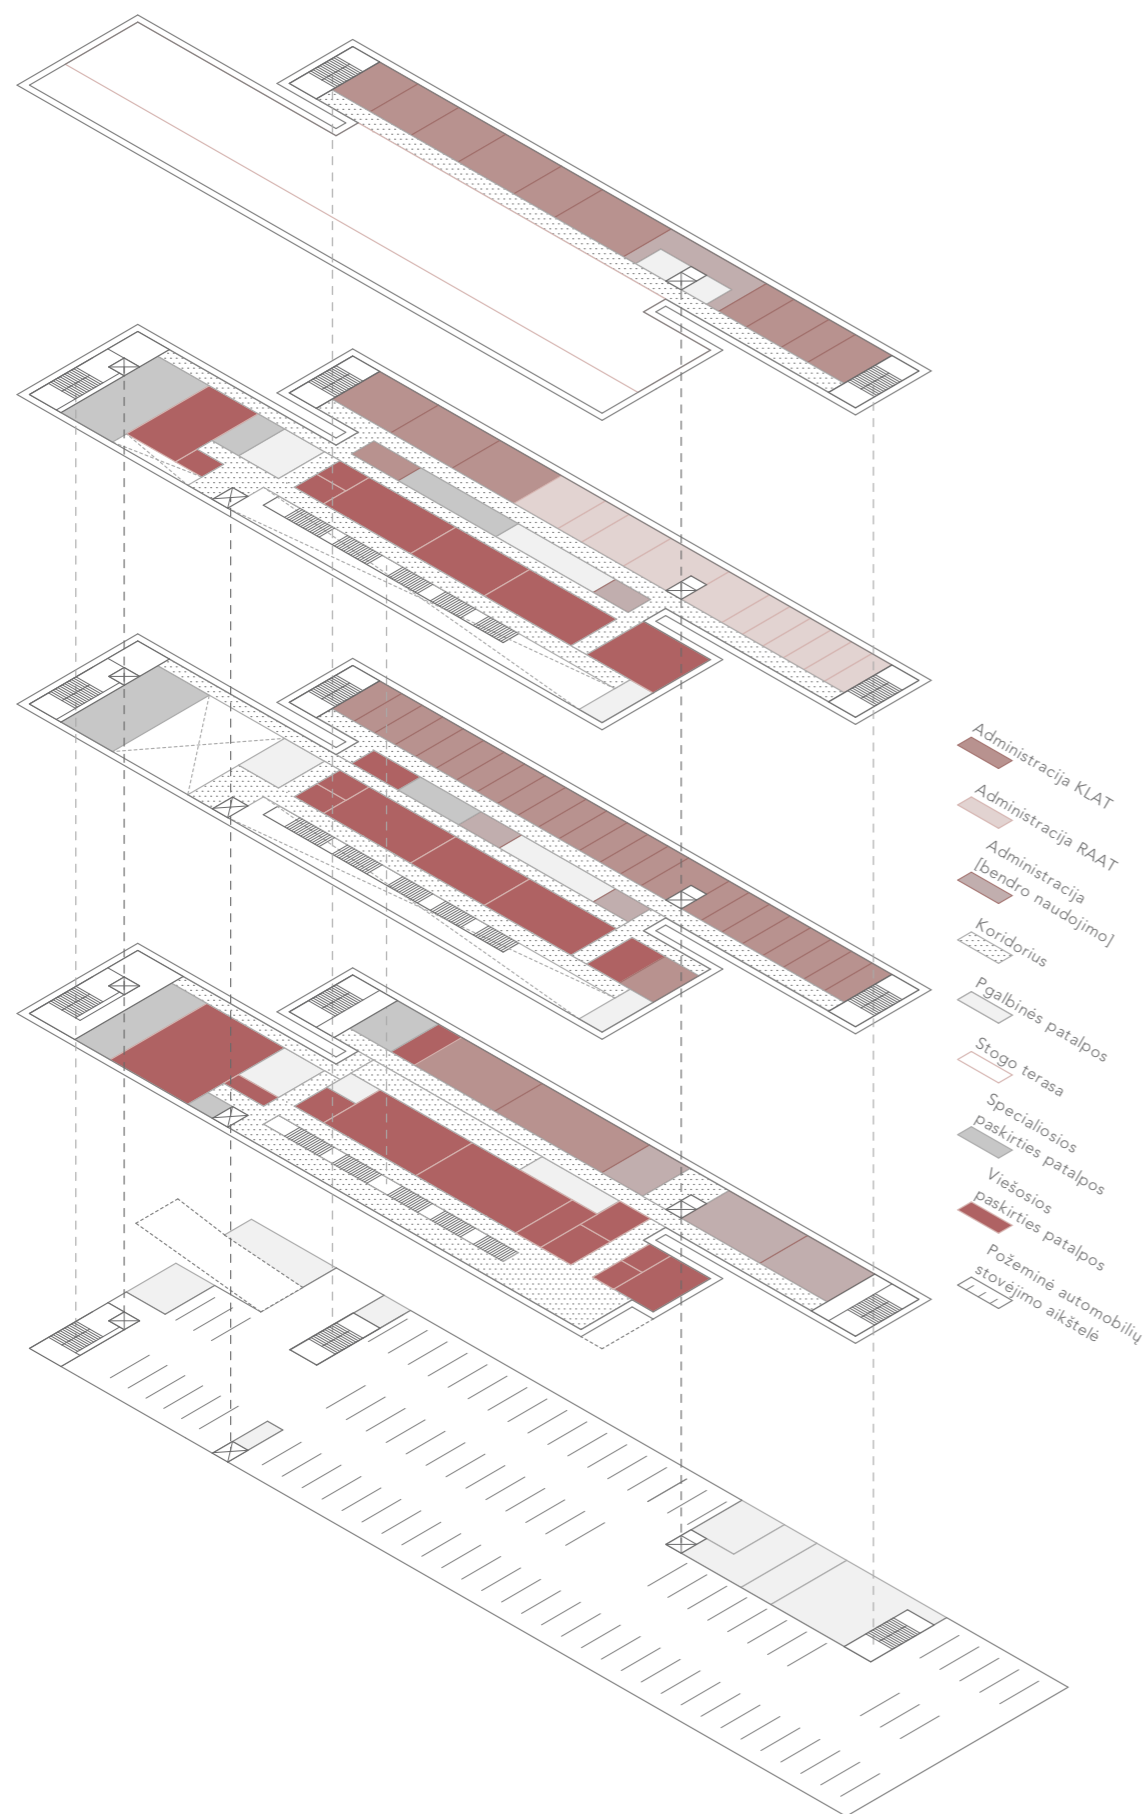 Administracija KLAT
Administracija RAAT
Administracija
[bendro naudojimo]
Koridorius
Pgalbinės patalpos
Stogo terasa
Specialiosios
paskirties patalpos
Viešosios
paskirties patalpos
Požeminė automobilių
stovėjimo aikštelė